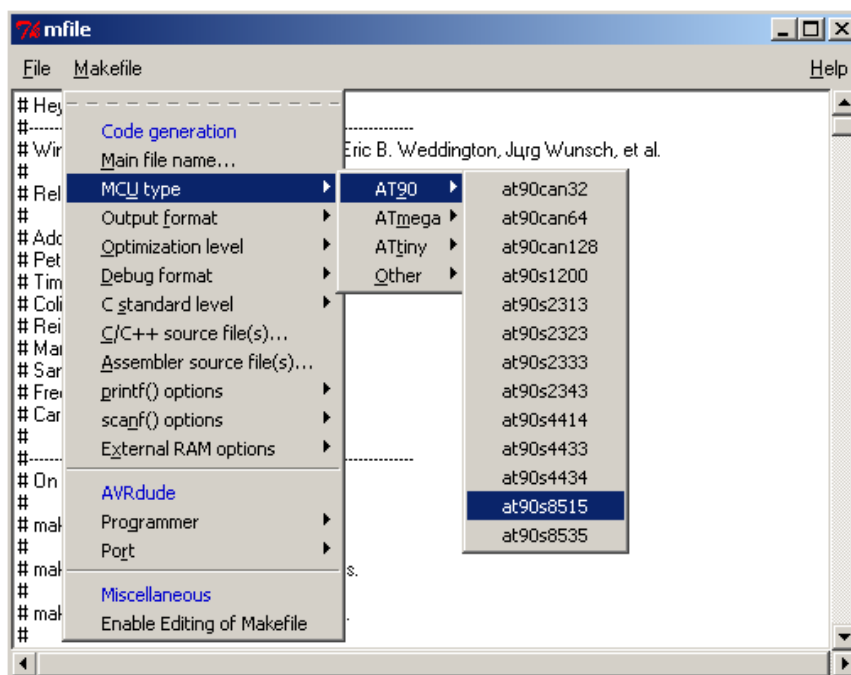 mfile
File Makefile Help
# Hey
#----------------
# Win Eric B. Weddington, Jцrg Wunsch, et al.
#
# Rel
#
# Add
# Pet
# Tim
# Coli
# Rei
# Mar
# Sar
# Fre
# Car
#
#----------------
# On
#
# mak
#
# mak s.
#
# mak .
#
Code generation
Main file name...
MCU type
Output format
Optimization level
Debug format
C standard level
C/C++ source file(s)...
Assembler source file(s)...
printf() options
scanf() options
External RAM options
AVRdude
Programmer
Port
Miscellaneous
Enable Editing of Makefile
AT90
ATmega
ATtiny
Other
at90can32
at90can64
at90can128
at90s1200
at90s2313
at90s2323
at90s2333
at90s2343
at90s4414
at90s4433
at90s4434
at90s8515
at90s8535